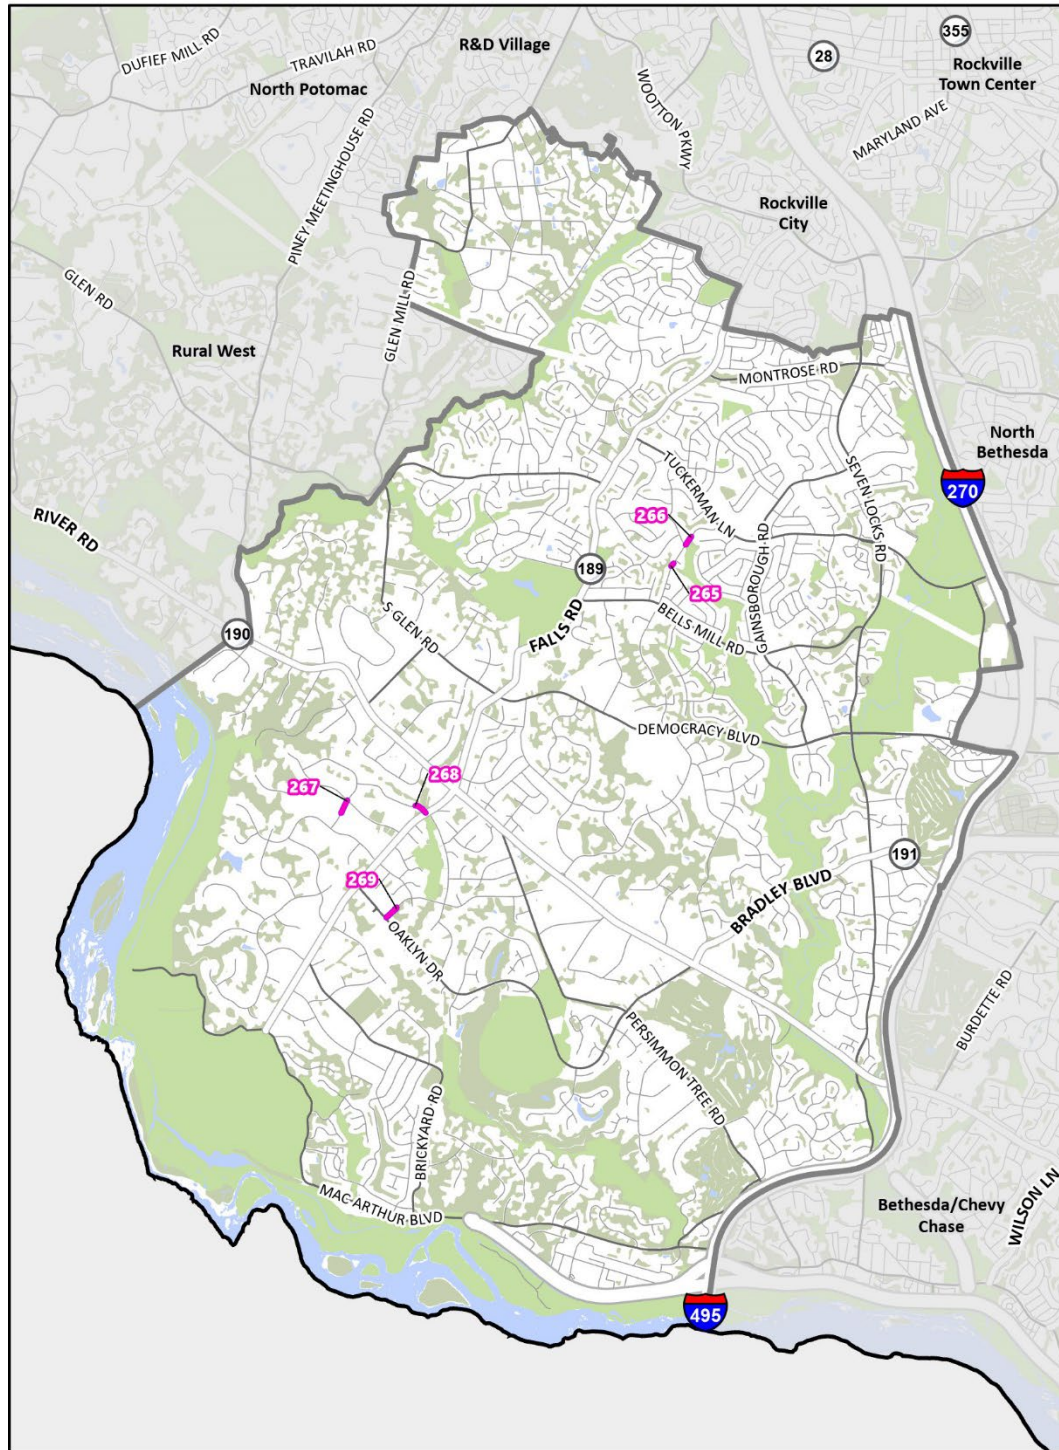 DUFIEF MILL RD
TRAVILAH RD
R&D Village
28
355
Rockville
Town Center
North Potomac
WOOTTON PKWY
MARYLAND AVE
PINEY MEETINGHOUSE RD
Rockville
City
GLEN RD
GLEN MILL RD
Rural West
MONTROSE RD
North
Bethesda
TUCKERMAN LN
SEVEN LOCKS RD
270
RIVER RD
266
GAINSBOROUGH RD
189
265
190
S GLEN RD
FALLS RD
BELLS MILL RD
DEMOCRACY BLVD
267
268
191
269
BRADLEY BLVD
OAKLYN DR
BURDETTE RD
PERSIMMON TREE RD
BRICKYARD RD
MAC ARTHUR BLVD
Bethesda/Chevy
Chase
WILSON LN
495